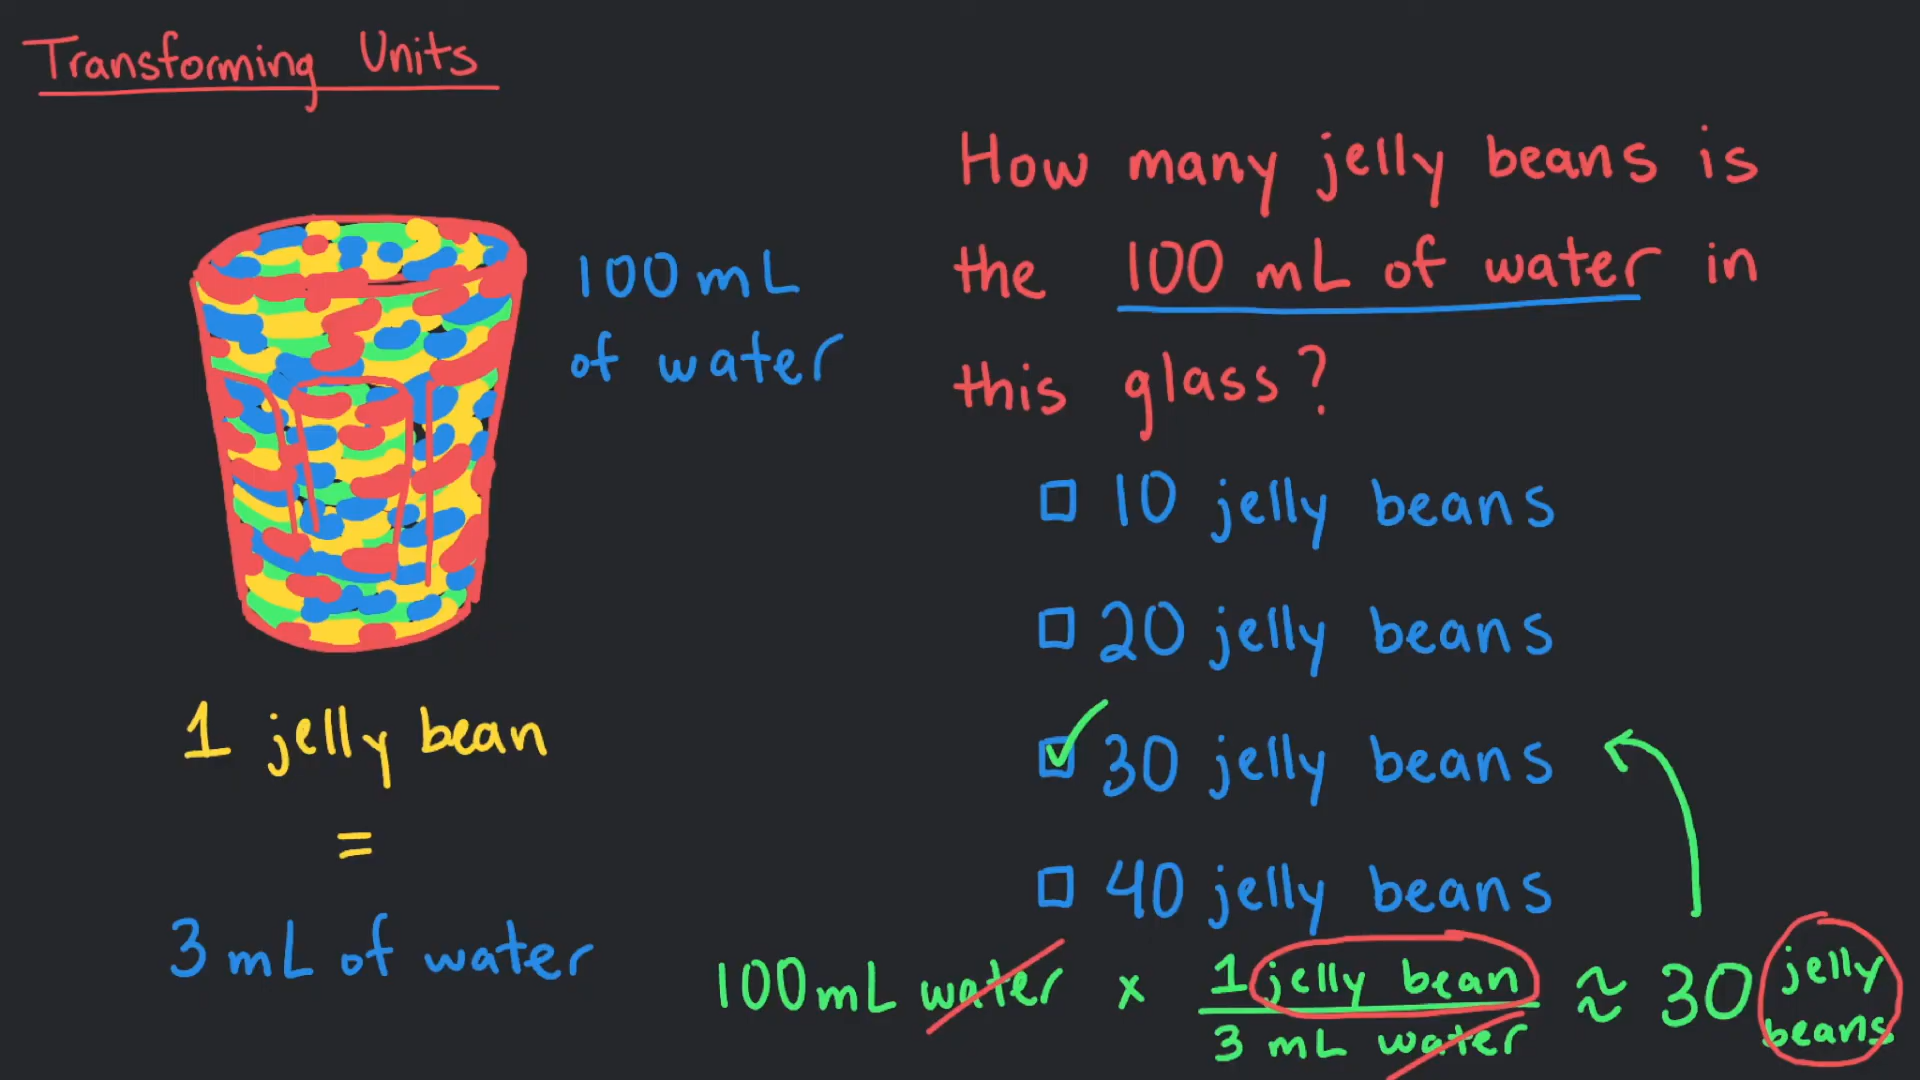 Transforming Units
100 mL
of water
1 jelly bean
=
3 mL of water
How many jelly beans is
the 100 mL of water in
this glass?
10 jelly beans
20 jelly beans
30 jelly beans
40 jelly beans
100 mL water x 1 jelly bean ≈ 30 jelly
3 mL water beans